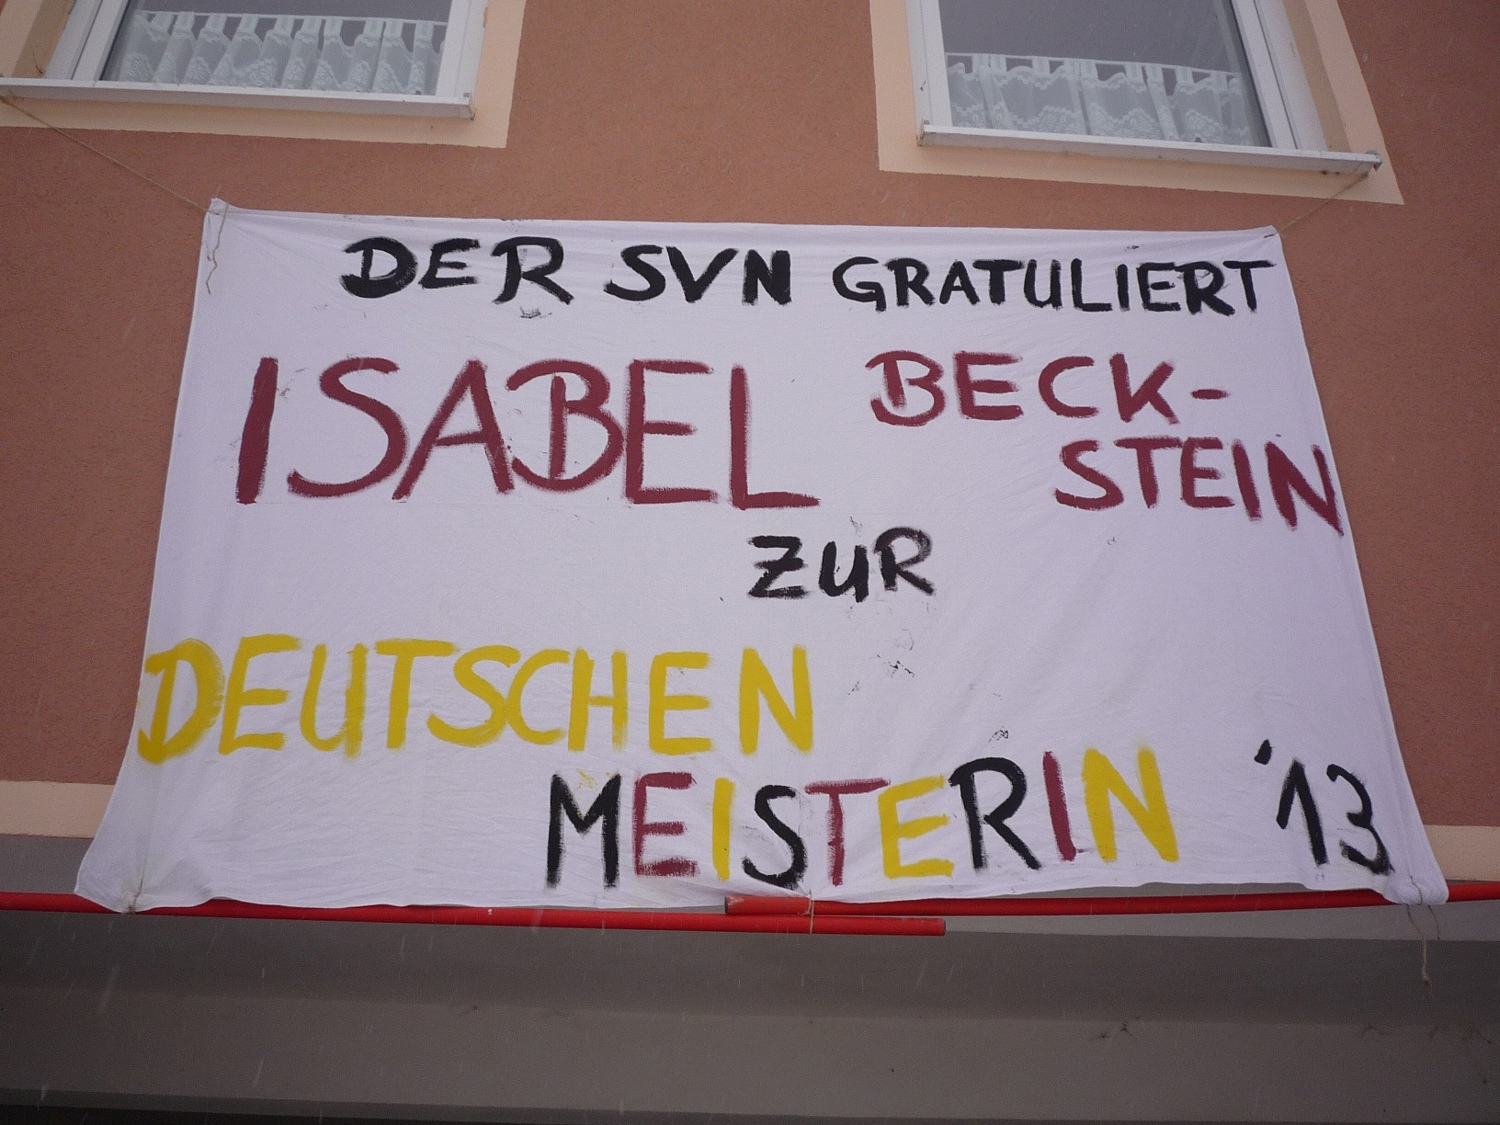 DER SVN GRATULIERT
ISABEL BECK-
STEIN
ZUR
DEUTSCHEN
MEISTERIN '13